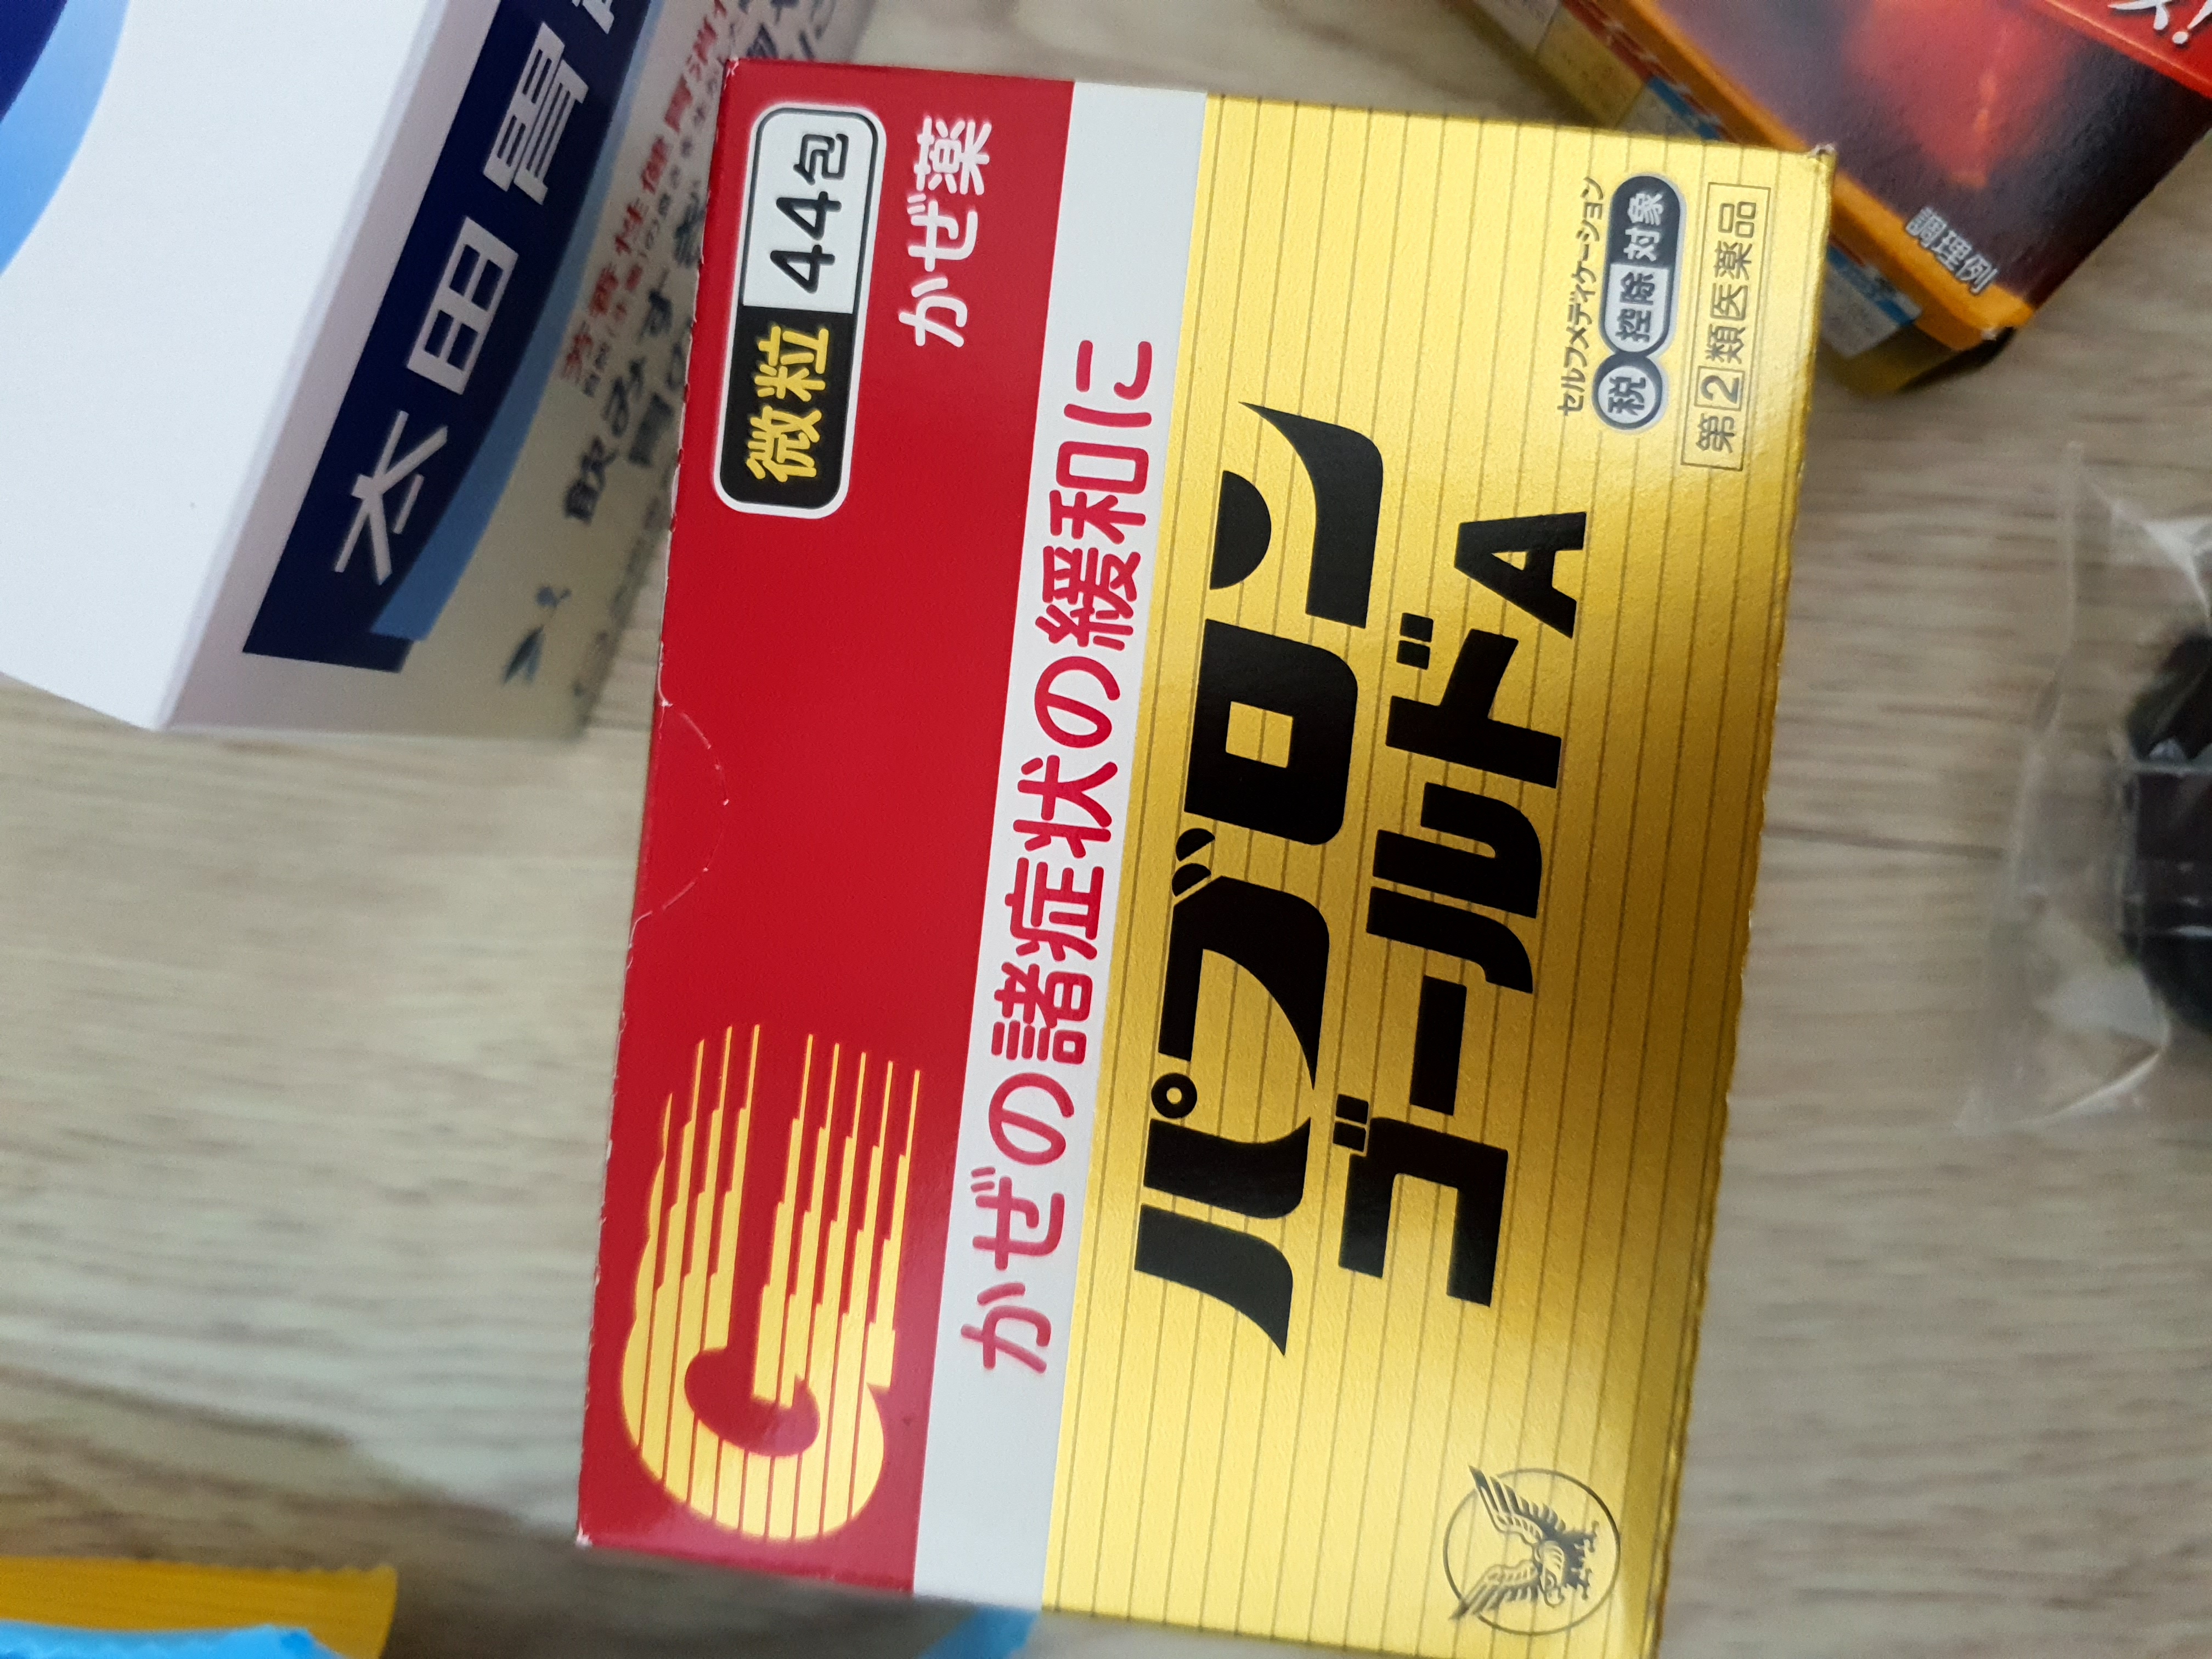 微粒 44包
かぜ薬
かぜの諸症状の緩和に
パブロン
ゴールドA
セルフメディケーション
税 控除 対象
第2類医薬品
太田胃
調理例